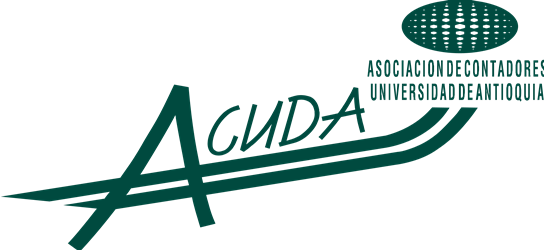 ASOCIACION DE CONTADORES
UNIVERSIDAD DE ANTIOQUIA
ACUDA